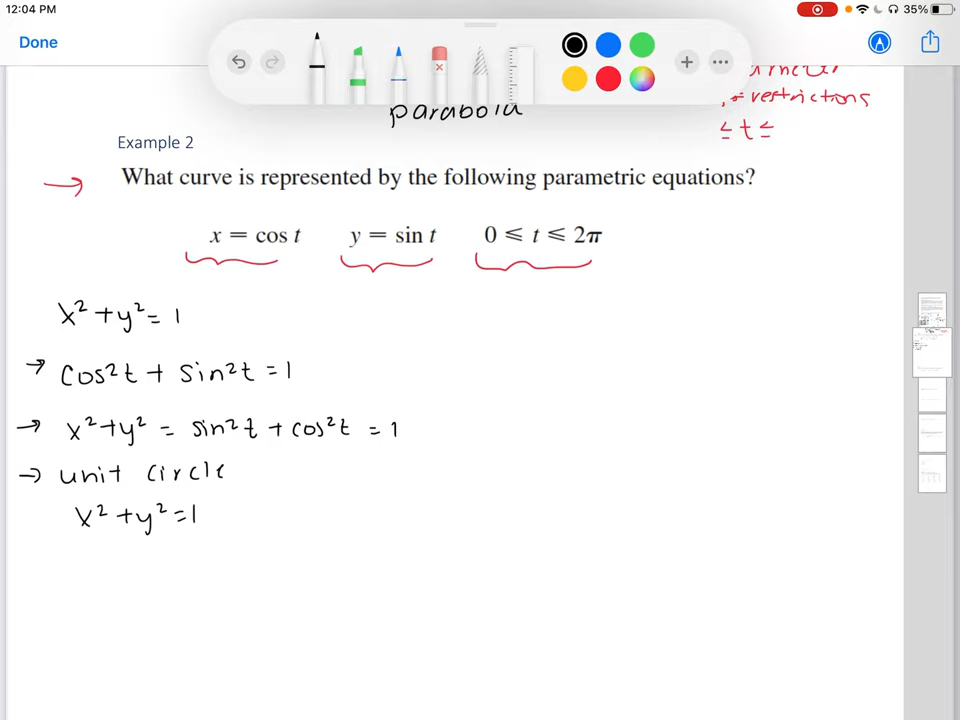 12:04 PM
35%
Done
restrictions
≤ t ≤
parabola
Example 2
→ What curve is represented by the following parametric equations?
x = cos t y = sin t 0 ⩽ t ⩽ 2π
x² + y² = 1
→ cos²t + sin²t = 1
→ x² + y² = sin²t + cos²t = 1
→ unit circle
x² + y² = 1